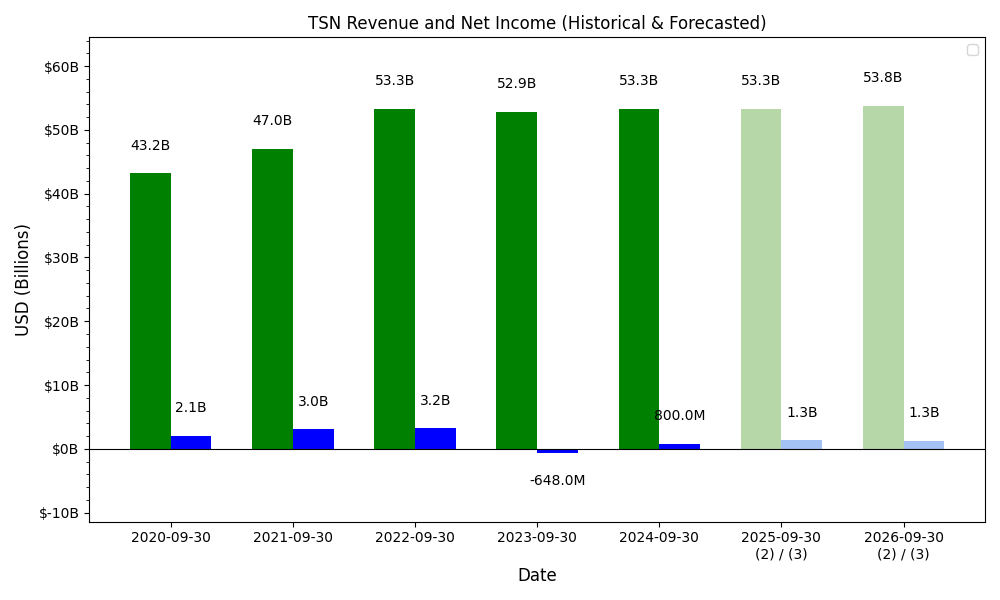 TSN Revenue and Net Income (Historical & Forecasted)
$60B
$50B
$40B
$30B
$20B
$10B
$0B
$-10B
USD (Billions)
43.2B
2.1B
47.0B
3.0B
53.3B
3.2B
52.9B
-648.0M
53.3B
800.0M
53.3B
1.3B
53.8B
1.3B
2020-09-30
2021-09-30
2022-09-30
2023-09-30
2024-09-30
2025-09-30
(2) / (3)
2026-09-30
(2) / (3)
Date